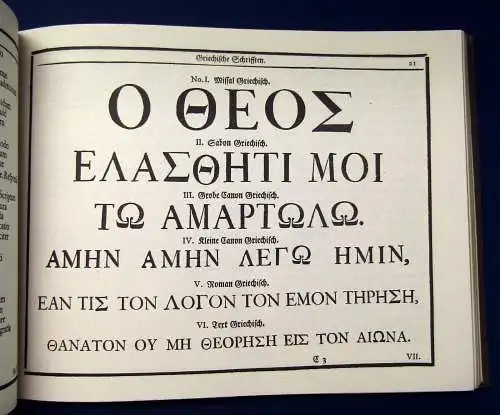 Griechische Schrifften. 21
No. I. Missal Griechisch.
Ο ΘΕΟΣ
II. Sabon Griechisch.
ΕΛΑΣΘΗΤΙ ΜΟΙ
III. Grobe Canon Griechisch.
ΤΩ ΑΜΑΡΤΩΛΩ.
IV. Kleine Canon Griechisch.
ΑΜΗΝ ΑΜΗΝ ΛΕΓΩ ΗΜΙΝ,
V. Roman Griechisch.
ΕΑΝ ΤΙΣ ΤΟΝ ΛΟΓΟΝ ΤΟΝ ΕΜΟΝ ΤΗΡΗΣΗ,
VI. Text Griechisch.
ΘΑΝΑΤΟΝ ΟΥ ΜΗ ΘΕΟΡΗΣΗ ΕΙΣ ΤΟΝ ΑΙΩΝΑ.
C 3 VII.